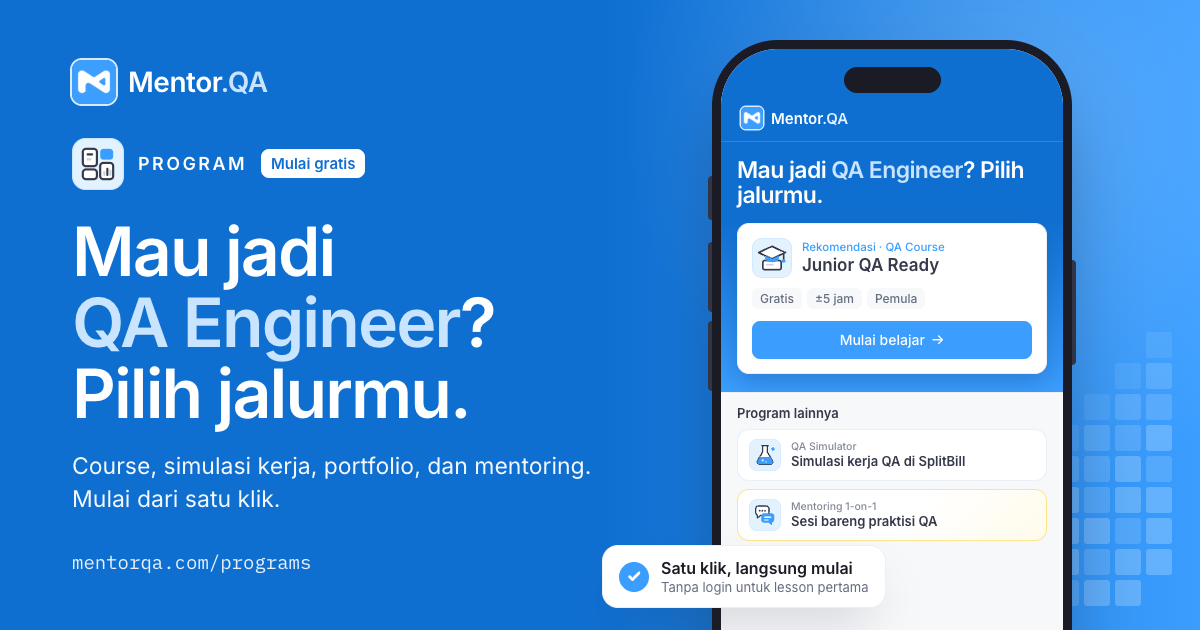 Mentor.QA
PROGRAM
Mulai gratis
Mau jadi
QA Engineer?
Pilih jalurmu.
Course, simulasi kerja, portfolio, dan mentoring.
Mulai dari satu klik.
mentorqa.com/programs
Mentor.QA
Mau jadi QA Engineer? Pilih
jalurmu.
Rekomendasi · QA Course
Junior QA Ready
Gratis
±5 jam
Pemula
Mulai belajar →
Program lainnya
QA Simulator
Simulasi kerja QA di SplitBill
Mentoring 1-on-1
Sesi bareng praktisi QA
Satu klik, langsung mulai
Tanpa login untuk lesson pertama